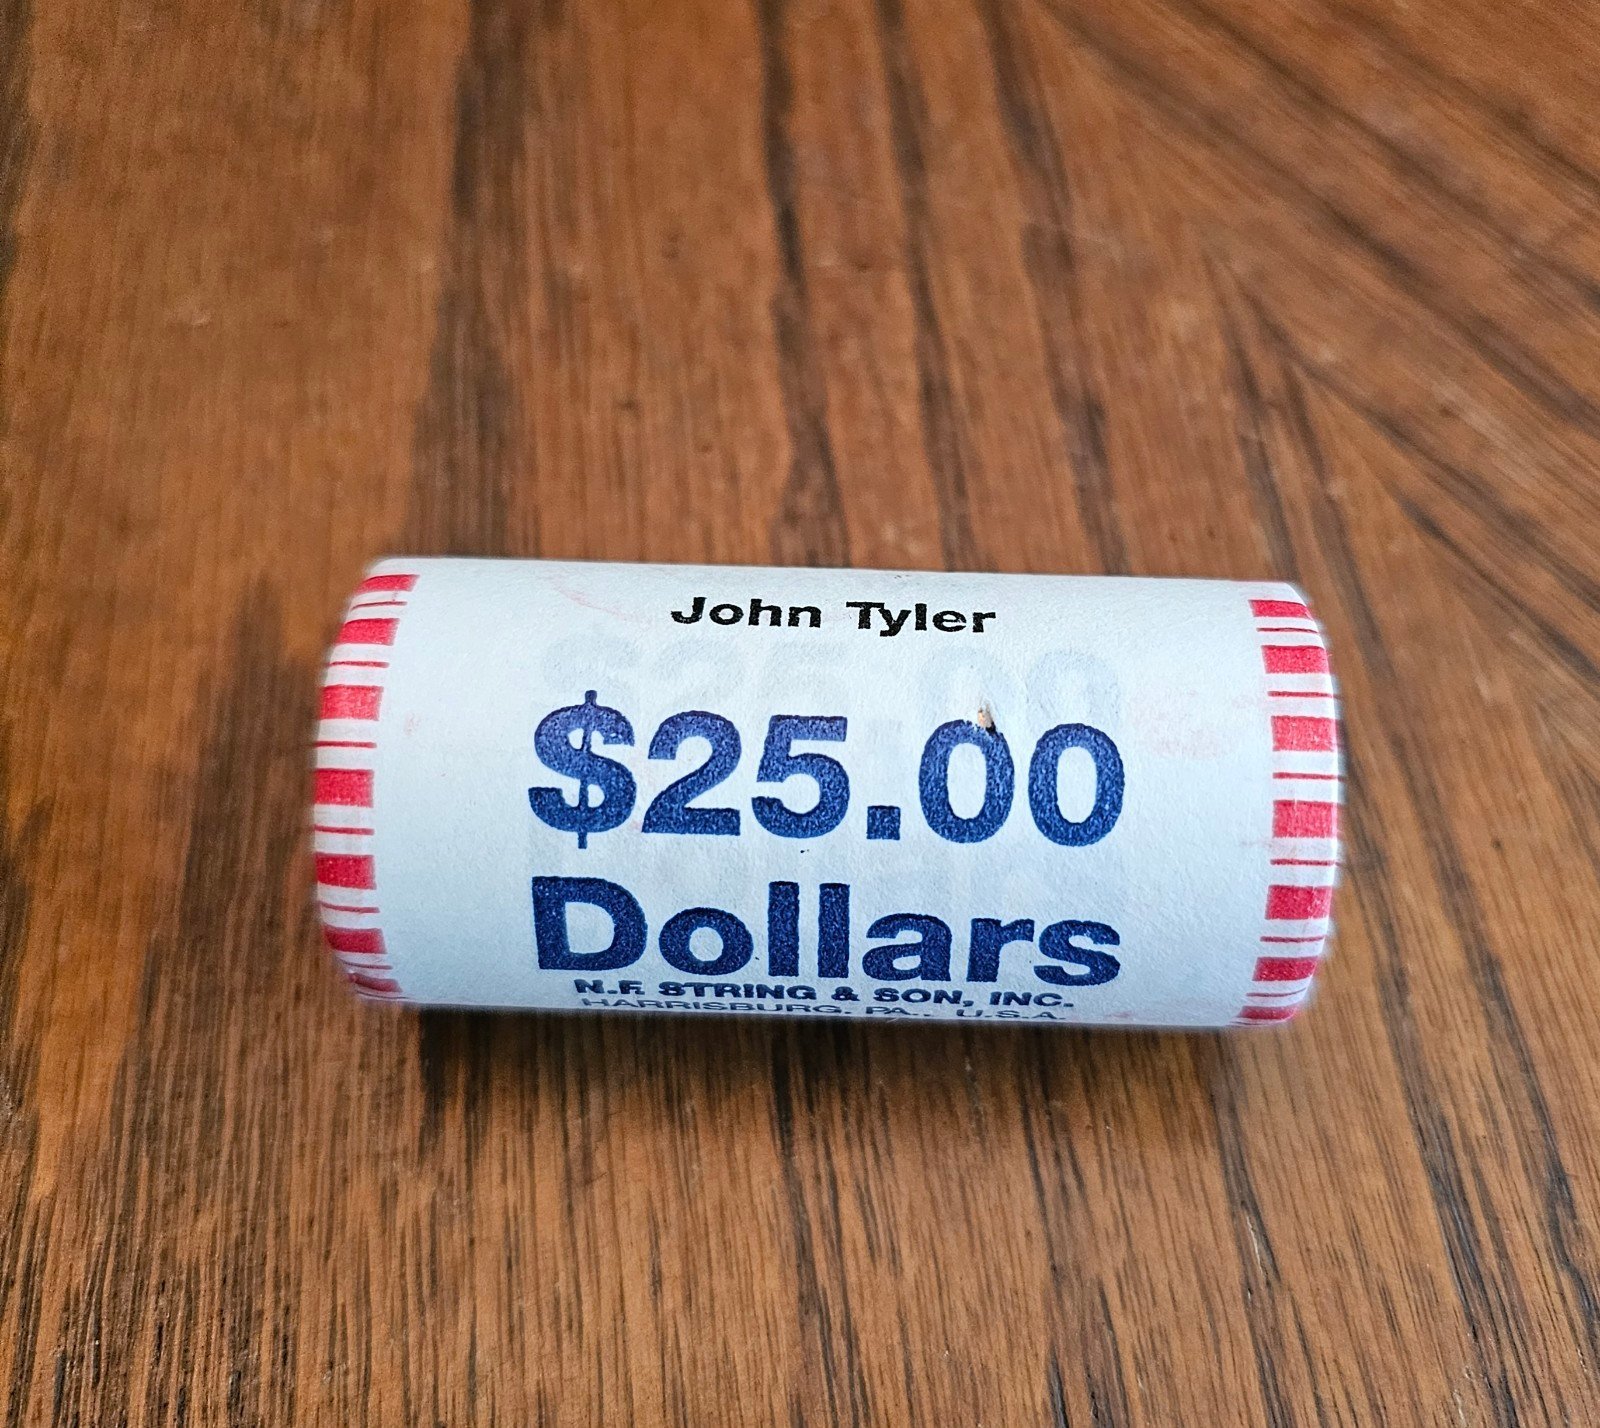 John Tyler
$25.00
Dollars
N.F. STRING & SON, INC.
HARRISBURG, PA., U.S.A.